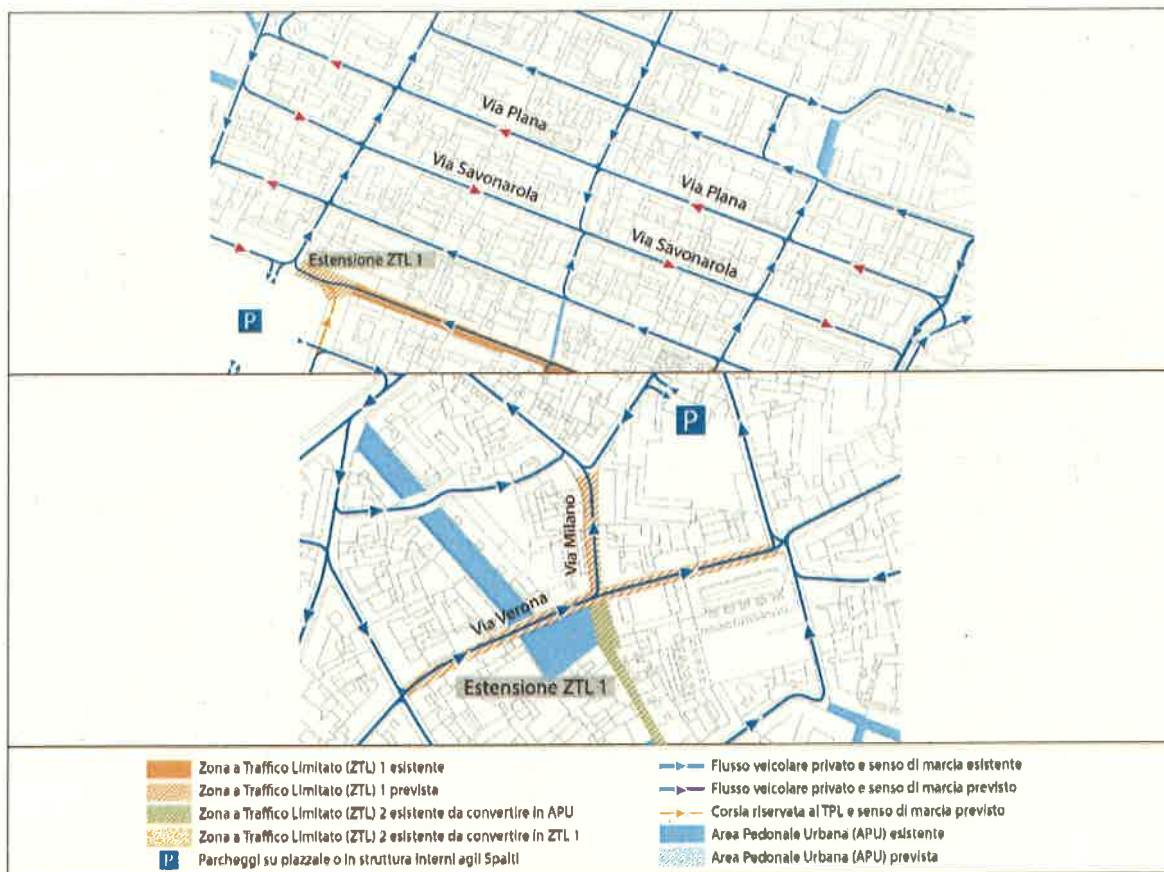 Via Plana
Via Savonarola
Via Plana
Via Savonarola
Estensione ZTL 1
P
P
Via Milano
Via Verona
Estensione ZTL 1
Zona a Traffico Limitato (ZTL) 1 esistente
Zona a Traffico Limitato (ZTL) 1 prevista
Zona a Traffico Limitato (ZTL) 2 esistente da convertire in APU
Zona a Traffico Limitato (ZTL) 2 esistente da convertire in ZTL 1
P Parcheggi su piazzale o in struttura interni agli Spalti
Flusso veicolare privato e senso di marcia esistente
Flusso veicolare privato e senso di marcia previsto
Corsia riservata al TPL e senso di marcia previsto
Area Pedonale Urbana (APU) esistente
Area Pedonale Urbana (APU) prevista